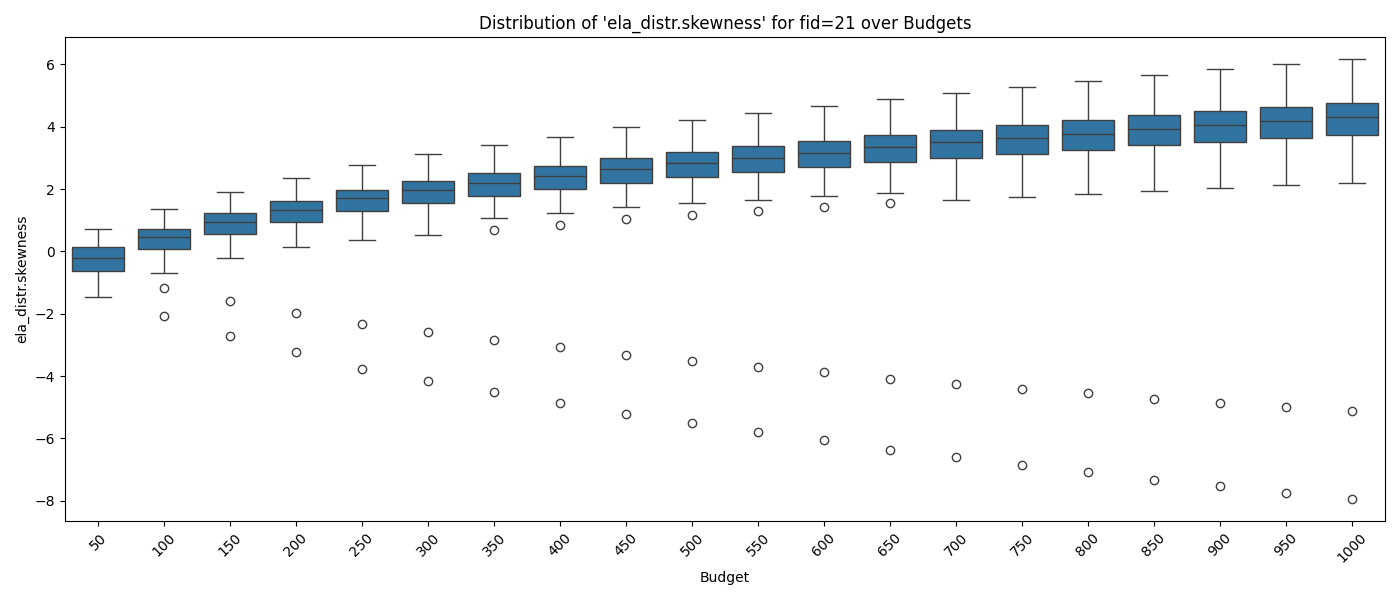 Distribution of 'ela_distr.skewness' for fid=21 over Budgets
ela_distr.skewness
6
4
2
0
−2
−4
−6
−8
50 100 150 200 250 300 350 400 450 500 550 600 650 700 750 800 850 900 950 1000
Budget